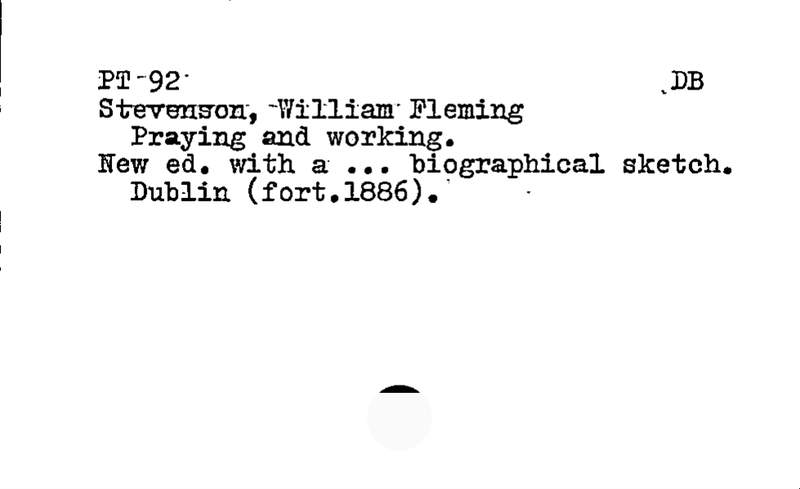 PT-92 DB
Stevenson, William Fleming
Praying and working.
New ed. with a ... biographical sketch.
Dublin (fort.1886).